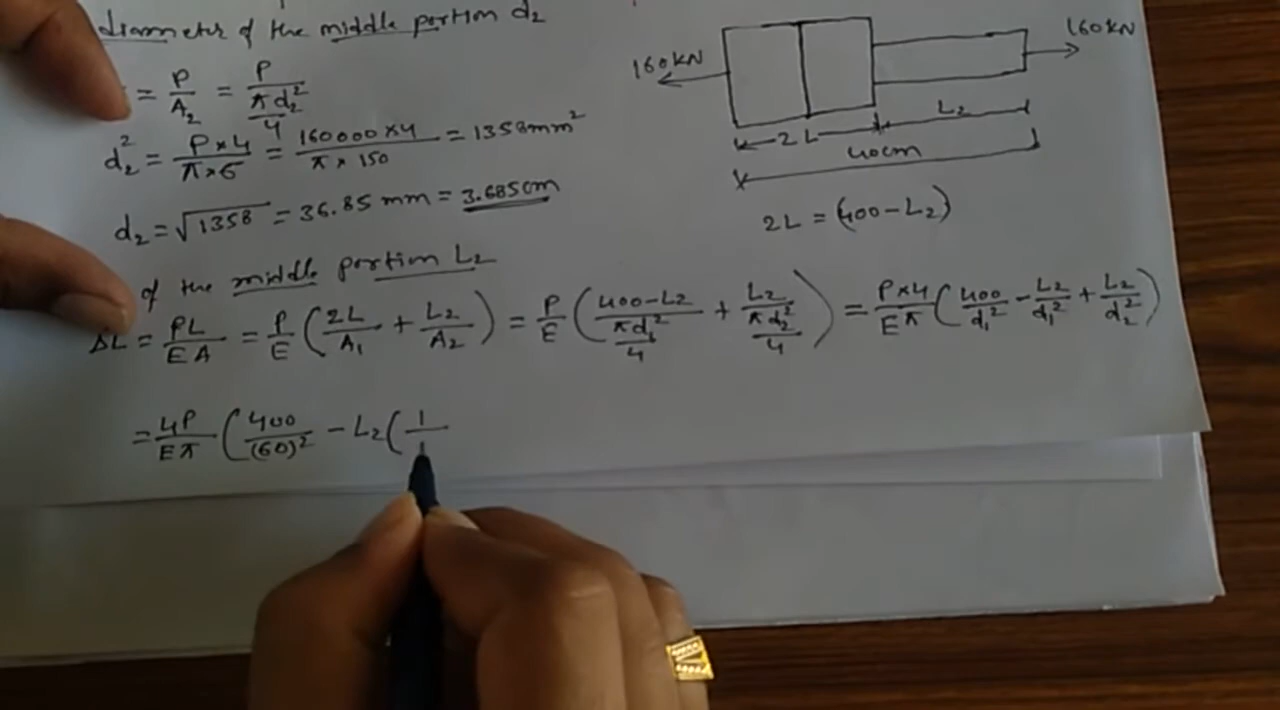 diameter of the middle portion d₂
= P/A₂ = P/(π d₂²/4)
d₂² = P×4/π×6 = 160000×4/π×150 = 1358mm²
d₂ = √1358 = 36.85 mm = 3.685cm
of the middle portion L₂
ΔL = PL/EA = P/E (2L/A₁ + L₂/A₂) = P/E (400-L₂/(πd₁²/4) + L₂/(πd₂²/4)) = P×4/Eπ (400/d₁² - L₂/d₁² + L₂/d₂²)
= 4P/Eπ (400/(60)² - L₂(1/
160KN
160KN
2L
L₂
40cm
2L = (400-L₂)